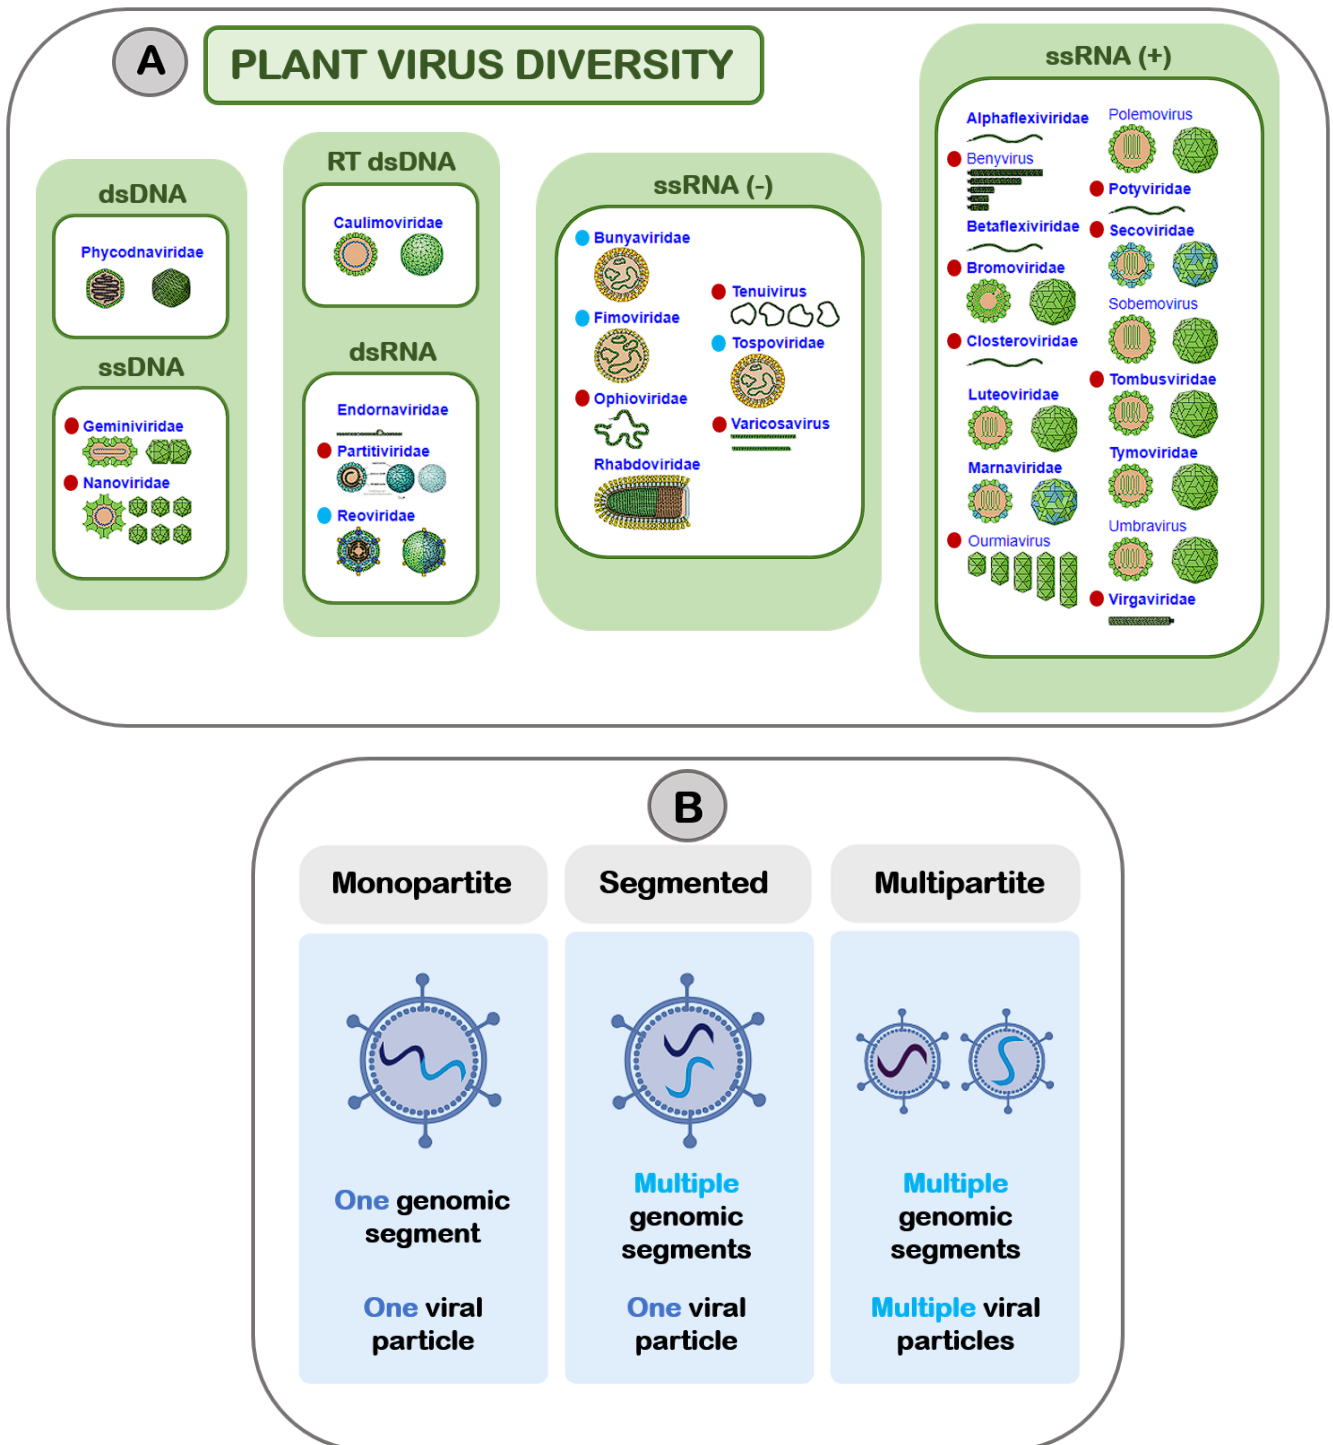 A
PLANT VIRUS DIVERSITY
dsDNA
Phycodnaviridae
ssDNA
Geminiviridae
Nanoviridae
RT dsDNA
Caulimoviridae
dsRNA
Endornaviridae
Partitiviridae
Reoviridae
ssRNA (-)
Bunyaviridae
Fimoviridae
Ophioviridae
Rhabdoviridae
Tenuivirus
Tospoviridae
Varicosavirus
ssRNA (+)
Alphaflexiviridae
Benyvirus
Betaflexiviridae
Bromoviridae
Closteroviridae
Luteoviridae
Marnaviridae
Ourmiavirus
Polemovirus
Potyviridae
Secoviridae
Sobemovirus
Tombusviridae
Tymoviridae
Umbravirus
Virgaviridae
B
Monopartite
One genomic
segment
One viral
particle
Segmented
Multiple
genomic
segments
One viral
particle
Multipartite
Multiple
genomic
segments
Multiple viral
particles